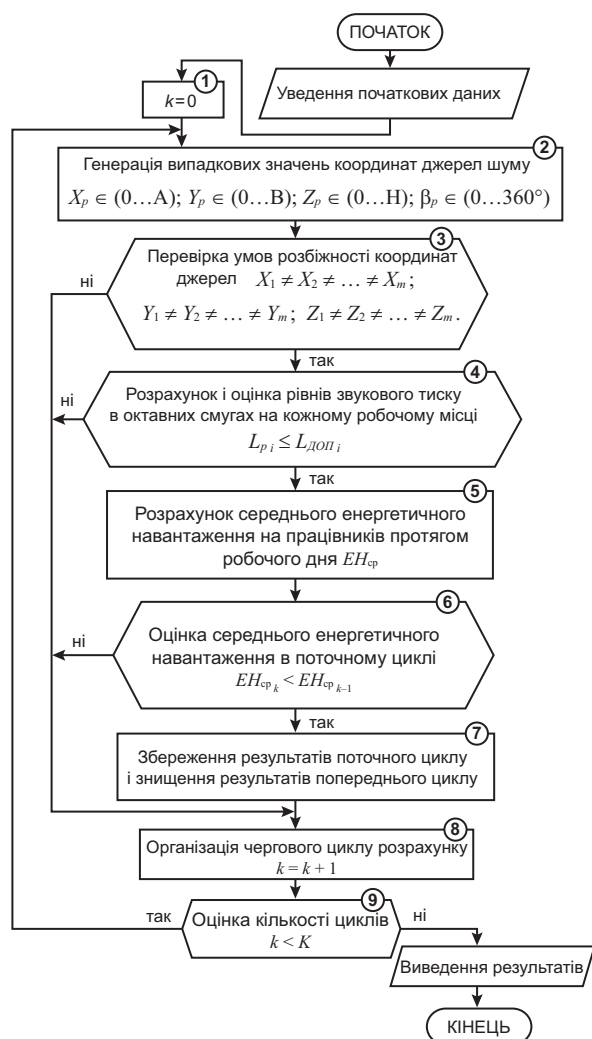 ПОЧАТОК
Уведення початкових даних
1
k=0
2
Генерація випадкових значень координат джерел шуму
Xp ∈ (0…A); Yp ∈ (0…B); Zp ∈ (0…H); βp ∈ (0…360°)
3
Перевірка умов розбіжності координат
джерел X1 ≠ X2 ≠ … ≠ Xm;
Y1 ≠ Y2 ≠ … ≠ Ym; Z1 ≠ Z2 ≠ … ≠ Zm.
ні
так
4
Розрахунок і оцінка рівнів звукового тиску
в октавних смугах на кожному робочому місці
Lp i ≤ LДОП i
ні
так
5
Розрахунок середнього енергетичного
навантаження на працівників протягом
робочого дня EHср
6
Оцінка середнього енергетичного
навантаження в поточному циклі
EHср k < EHср k–1
ні
так
7
Збереження результатів поточного циклу
і знищення результатів попереднього циклу
8
Організація чергового циклу розрахунку
k = k + 1
9
Оцінка кількості циклів
k < K
так
ні
Виведення результатів
КІНЕЦЬ